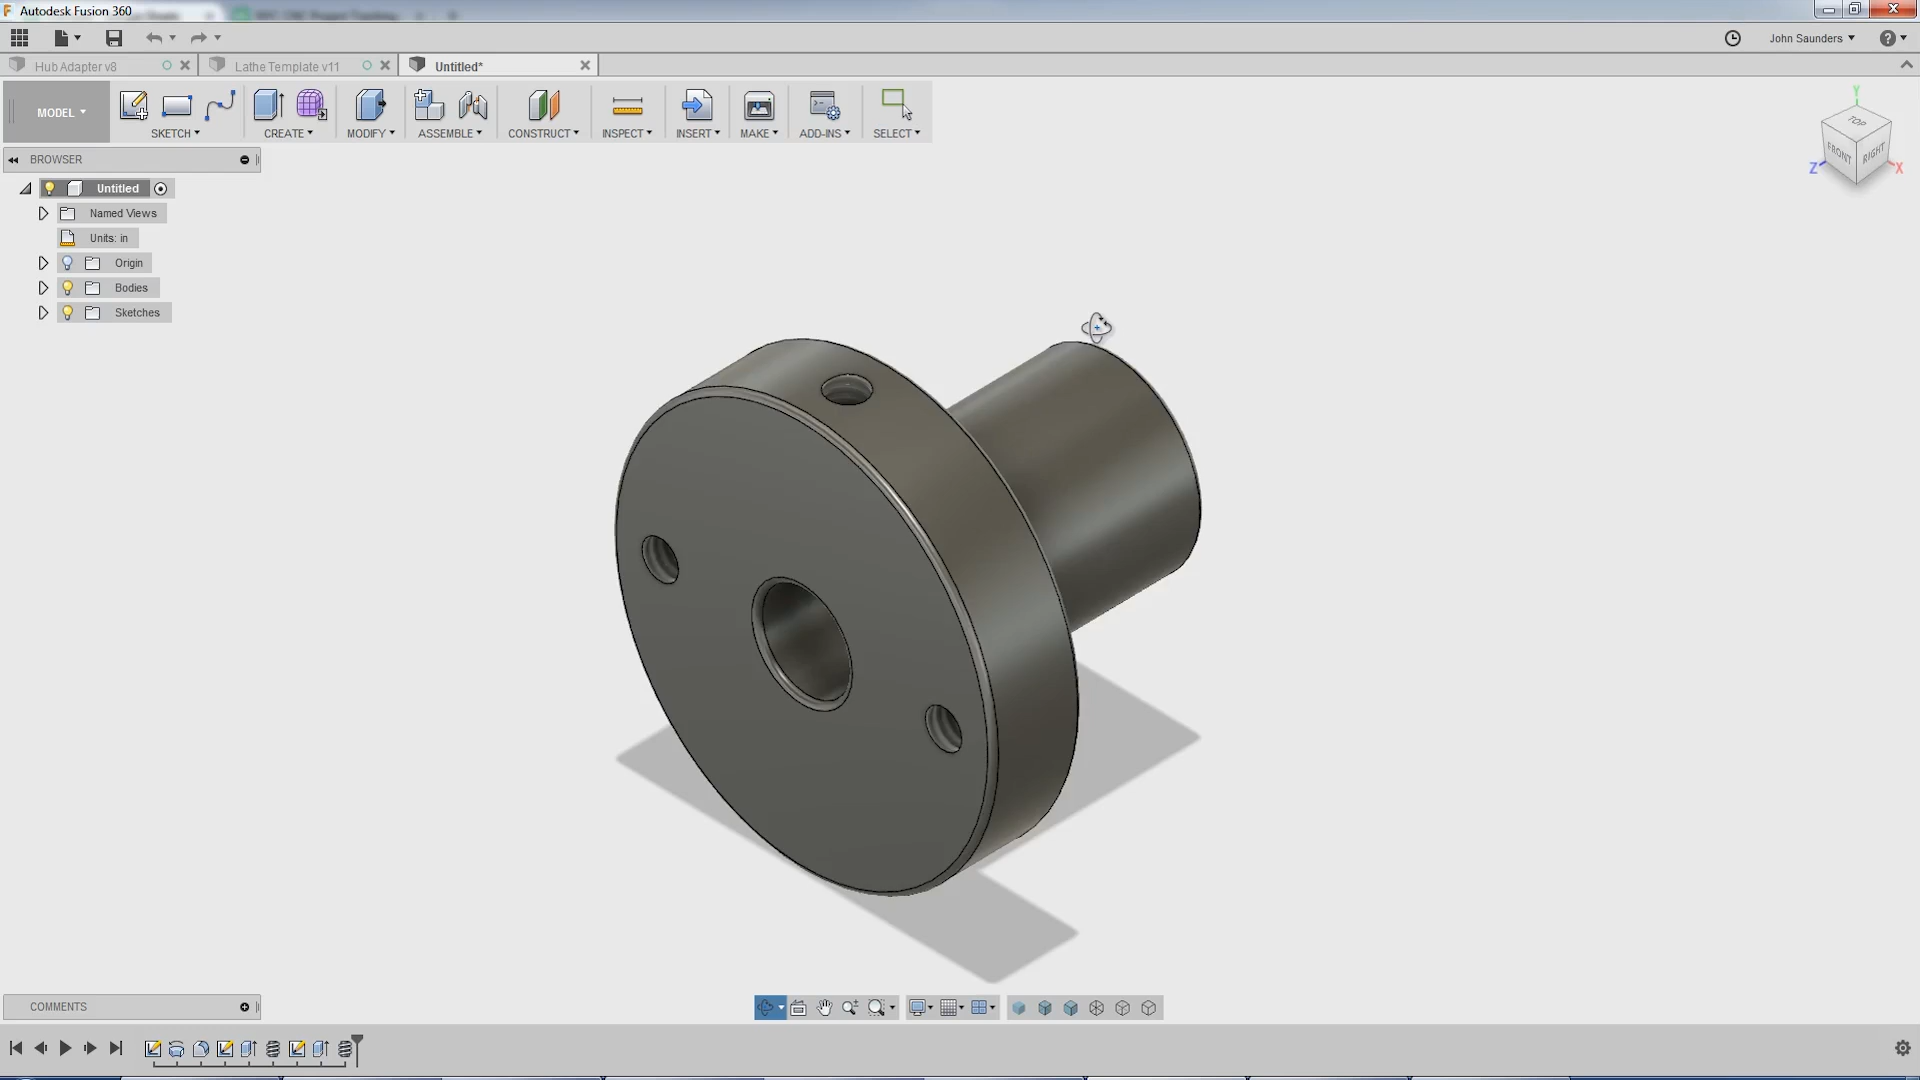 Autodesk Fusion 360
John Saunders
Hub Adapter v8
Lathe Template v11
Untitled*
MODEL
SKETCH
CREATE
MODIFY
ASSEMBLE
CONSTRUCT
INSPECT
INSERT
MAKE
ADD-INS
SELECT
BROWSER
Untitled
Named Views
Units: in
Origin
Bodies
Sketches
Y
TOP
FRONT
RIGHT
Z
X
COMMENTS